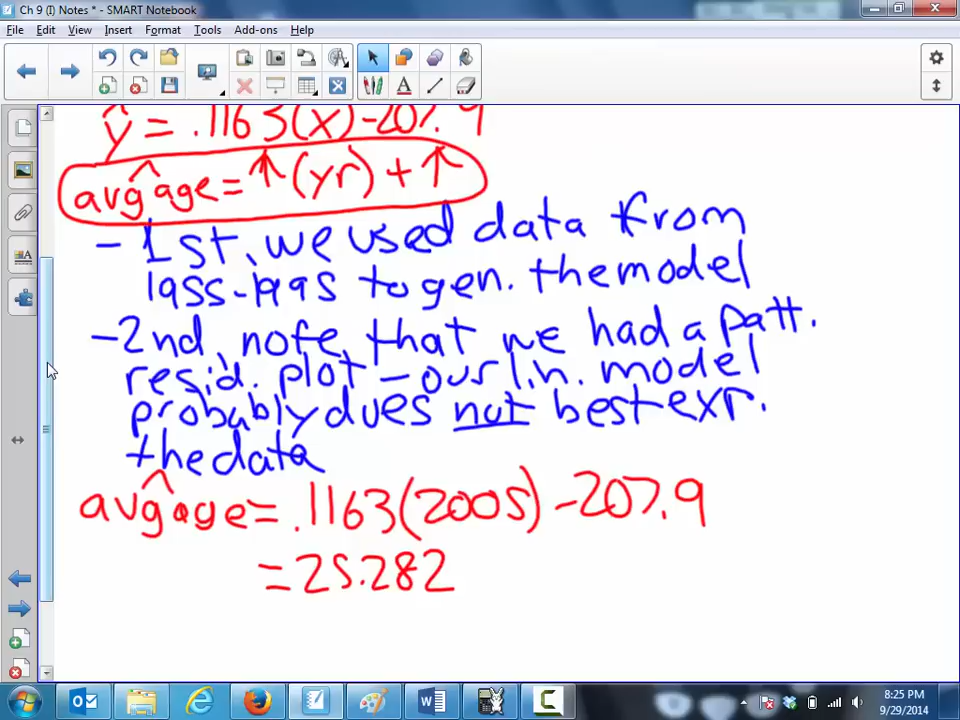 Ch 9 (I) Notes * - SMART Notebook
File Edit View Insert Format Tools Add-ons Help
ŷ = .1163(x)-207.9
avg age = ↑(yr) + ↑
- 1st, we used data from
1955-1995 to gen. the model
- 2nd, note that we had a patt.
resid. plot - our lin. model
probably does not best exr.
the data
avg age = .1163(2005) - 207.9
= 25.282
8:25 PM
9/29/2014